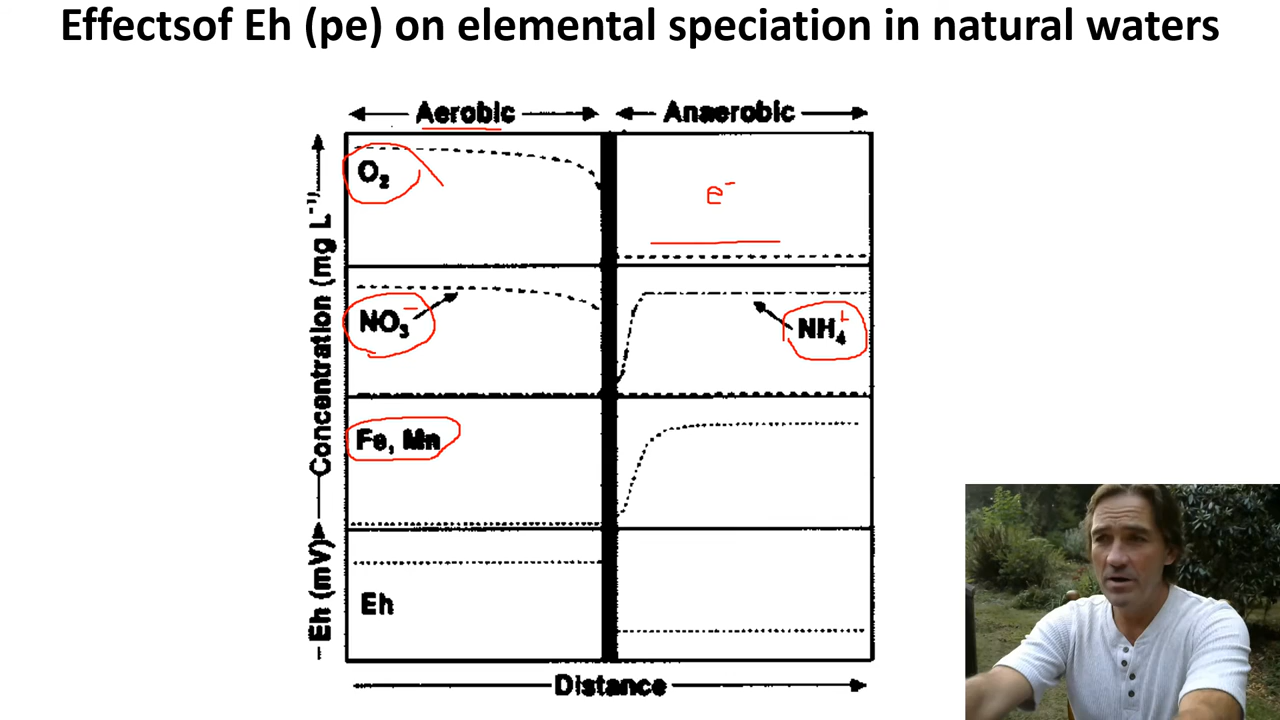 Effectsof Eh (pe) on elemental speciation in natural waters
Aerobic
Anaerobic
O₂
e⁻
NO₃⁻
NH₄⁺
Fe, Mn
Eh
Concentration (mg L⁻¹)
Eh (mV)
Distance